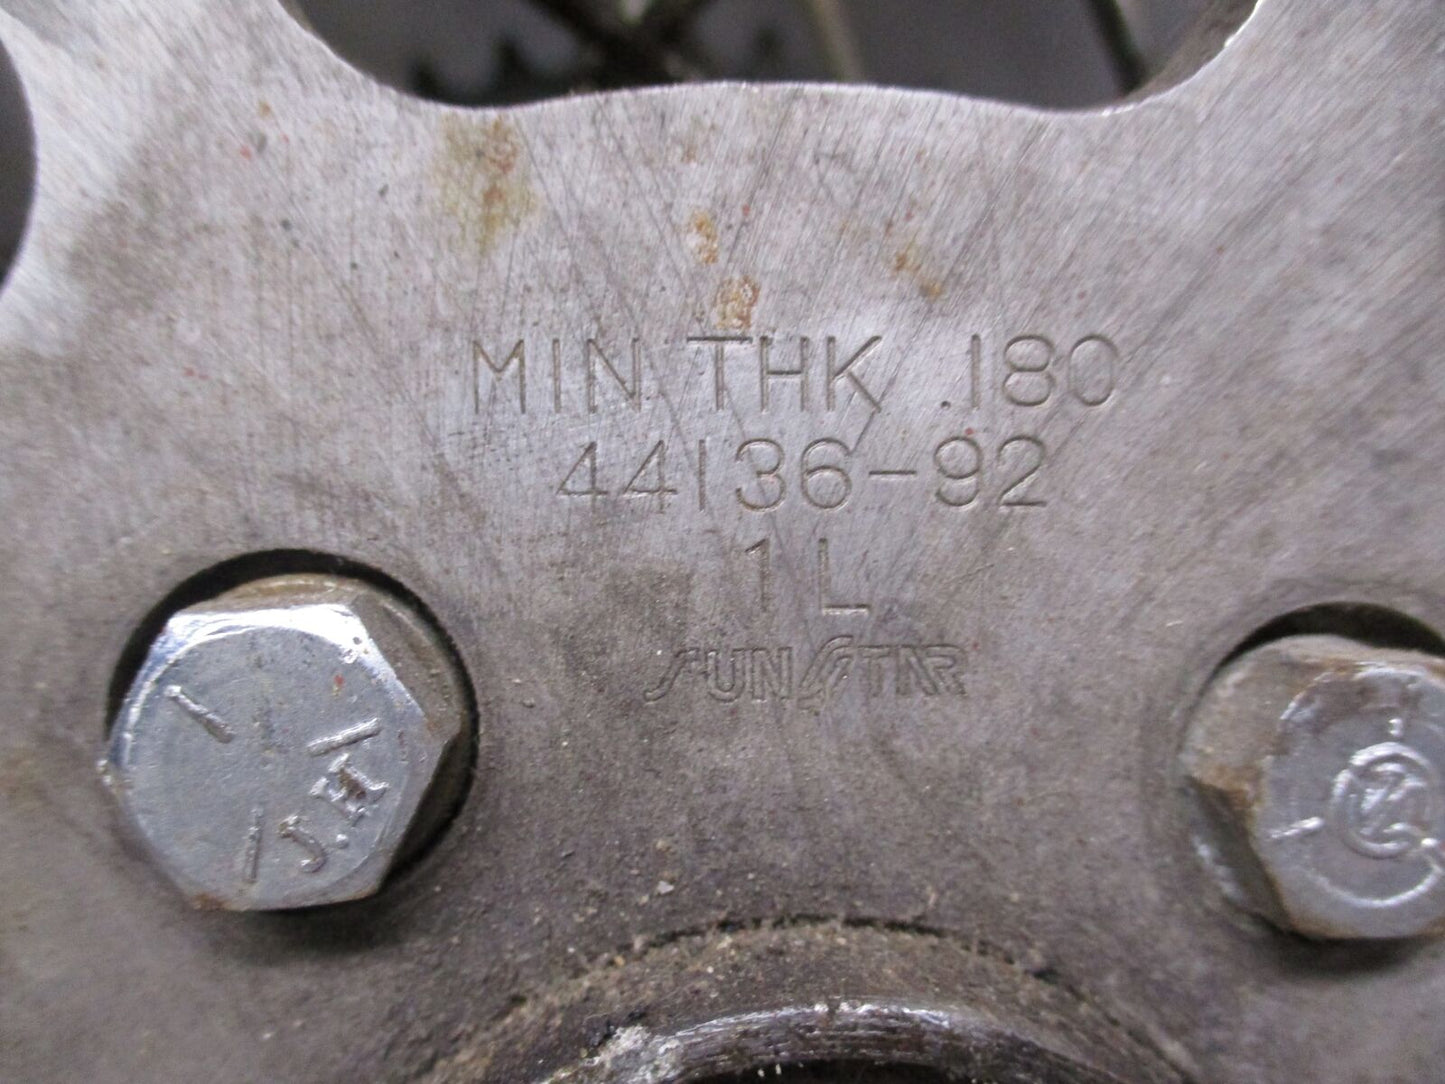 MIN THK .180
44136-92
1 L
SUNSTAR
J.H